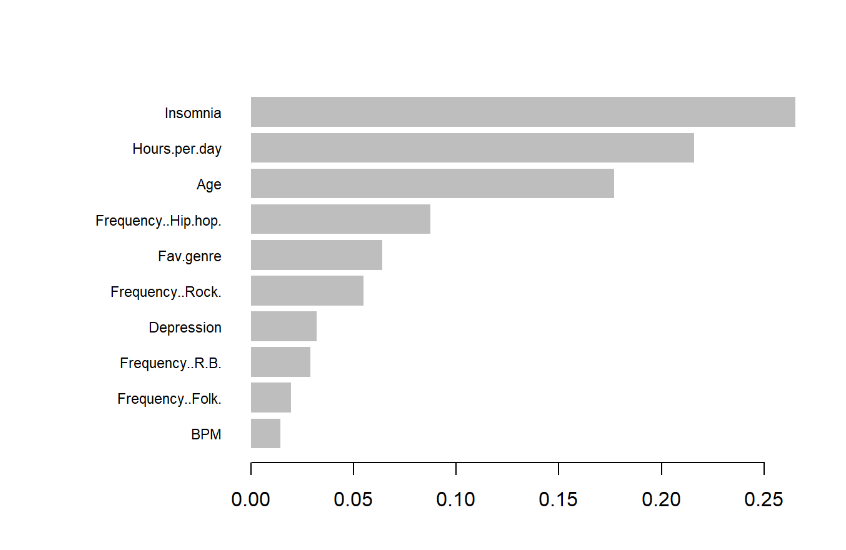 Insomnia
Hours.per.day
Age
Frequency..Hip.hop.
Fav.genre
Frequency..Rock.
Depression
Frequency..R.B.
Frequency..Folk.
BPM
0.00 0.05 0.10 0.15 0.20 0.25